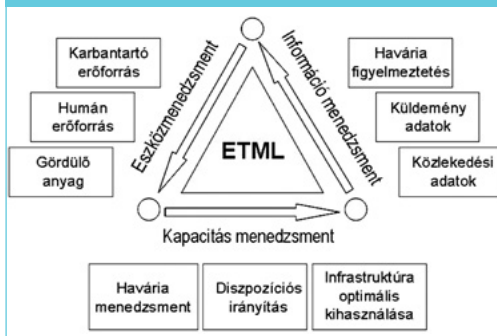 Karbantartó
erőforrás
Humán
erőforrás
Gördülő
anyag
Eszközmenedzsment
ETML
Információ menedzsment
Havária
figyelmeztetés
Küldemény
adatok
Közlekedési
adatok
Kapacitás menedzsment
Havária
menedzsment
Diszpozíciós
irányítás
Infrastruktúra
optimális
kihasználása